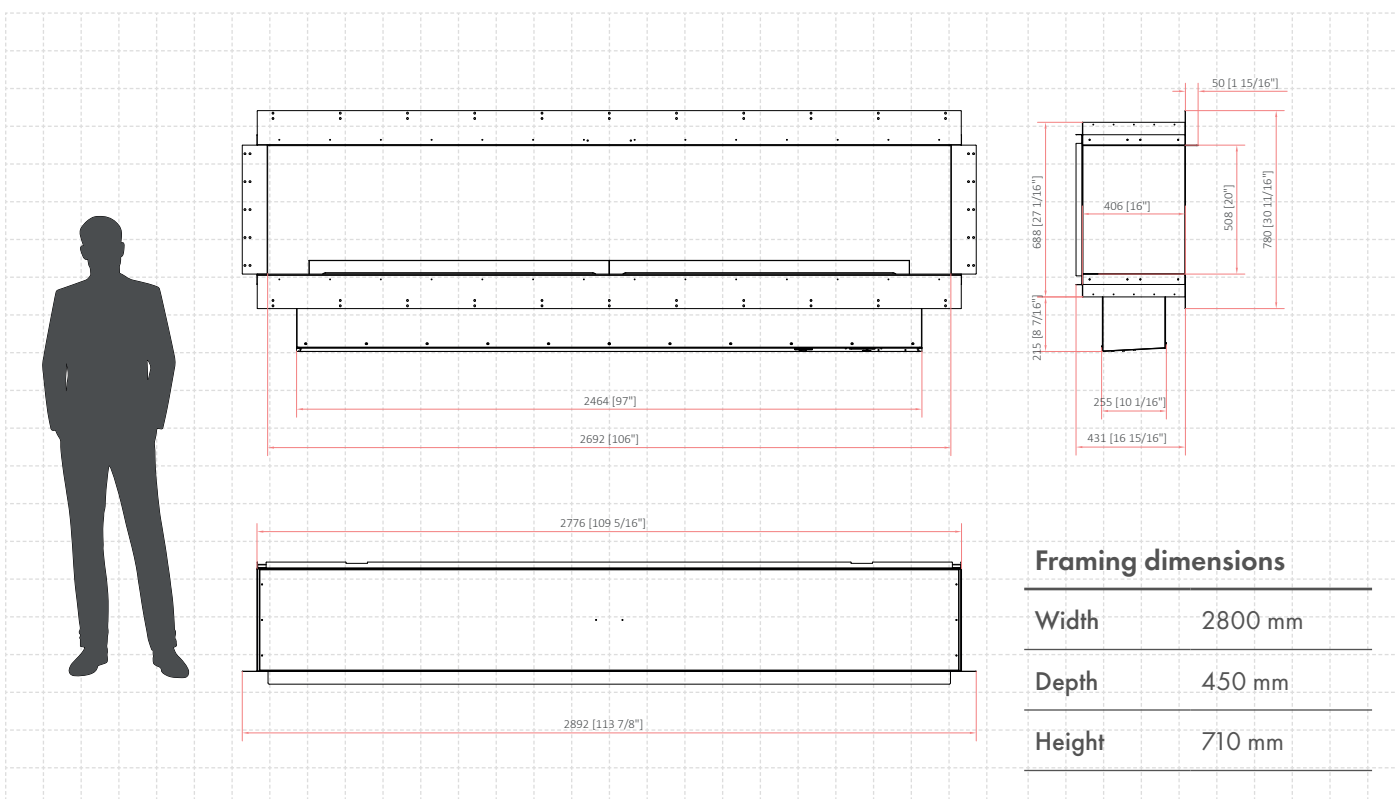 50 [1 15/16"]
688 [27 1/16"]
406 [16"]
508 [20"]
780 [30 11/16"]
215 [8 7/16"]
2464 [97"]
255 [10 1/16"]
2692 [106"]
431 [16 15/16"]
2776 [109 5/16"]
2892 [113 7/8"]
Framing dimensions
Width 2800 mm
Depth 450 mm
Height 710 mm